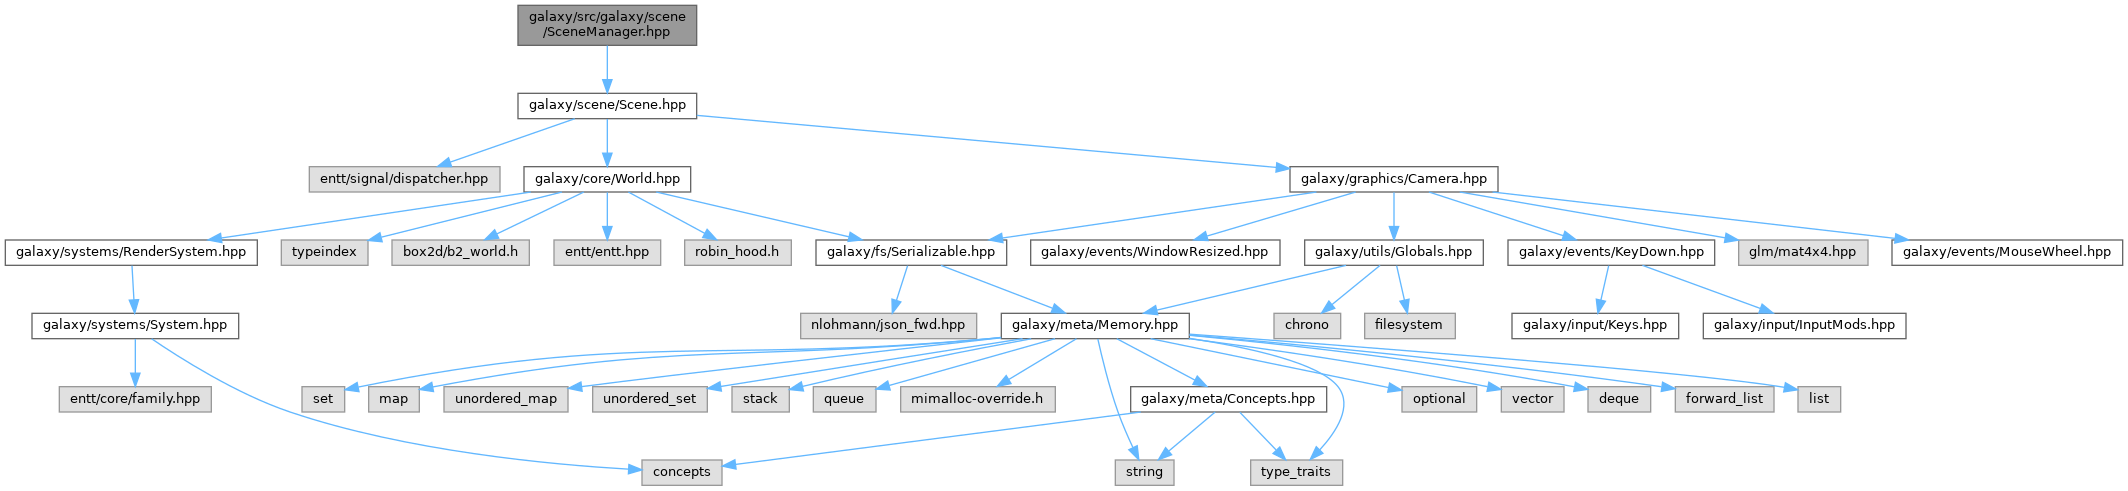 galaxy/src/galaxy/scene
/SceneManager.hpp
galaxy/scene/Scene.hpp
entt/signal/dispatcher.hpp
galaxy/core/World.hpp
galaxy/graphics/Camera.hpp
galaxy/systems/RenderSystem.hpp
typeindex
box2d/b2_world.h
entt/entt.hpp
robin_hood.h
galaxy/fs/Serializable.hpp
galaxy/events/WindowResized.hpp
galaxy/utils/Globals.hpp
galaxy/events/KeyDown.hpp
glm/mat4x4.hpp
galaxy/events/MouseWheel.hpp
galaxy/systems/System.hpp
nlohmann/json_fwd.hpp
galaxy/meta/Memory.hpp
chrono
filesystem
galaxy/input/Keys.hpp
galaxy/input/InputMods.hpp
entt/core/family.hpp
set
map
unordered_map
unordered_set
stack
queue
mimalloc-override.h
galaxy/meta/Concepts.hpp
optional
vector
deque
forward_list
list
concepts
string
type_traits